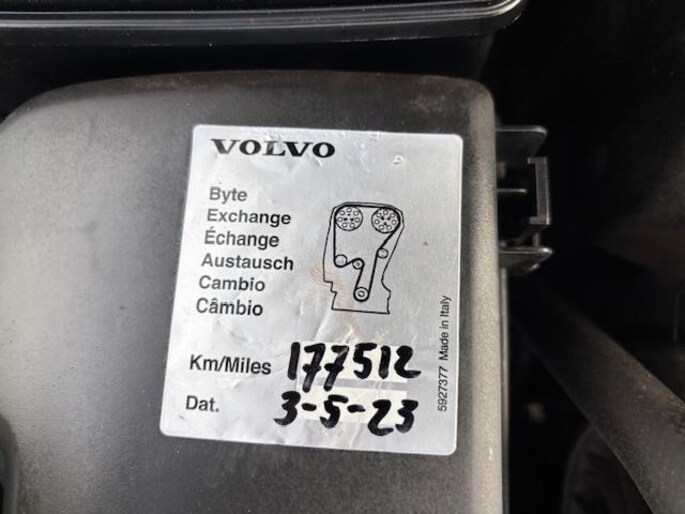 VOLVO
Byte
Exchange
Échange
Austausch
Cambio
Câmbio
Km/Miles 177512
Dat. 3-5-23
5927377 Made in Italy